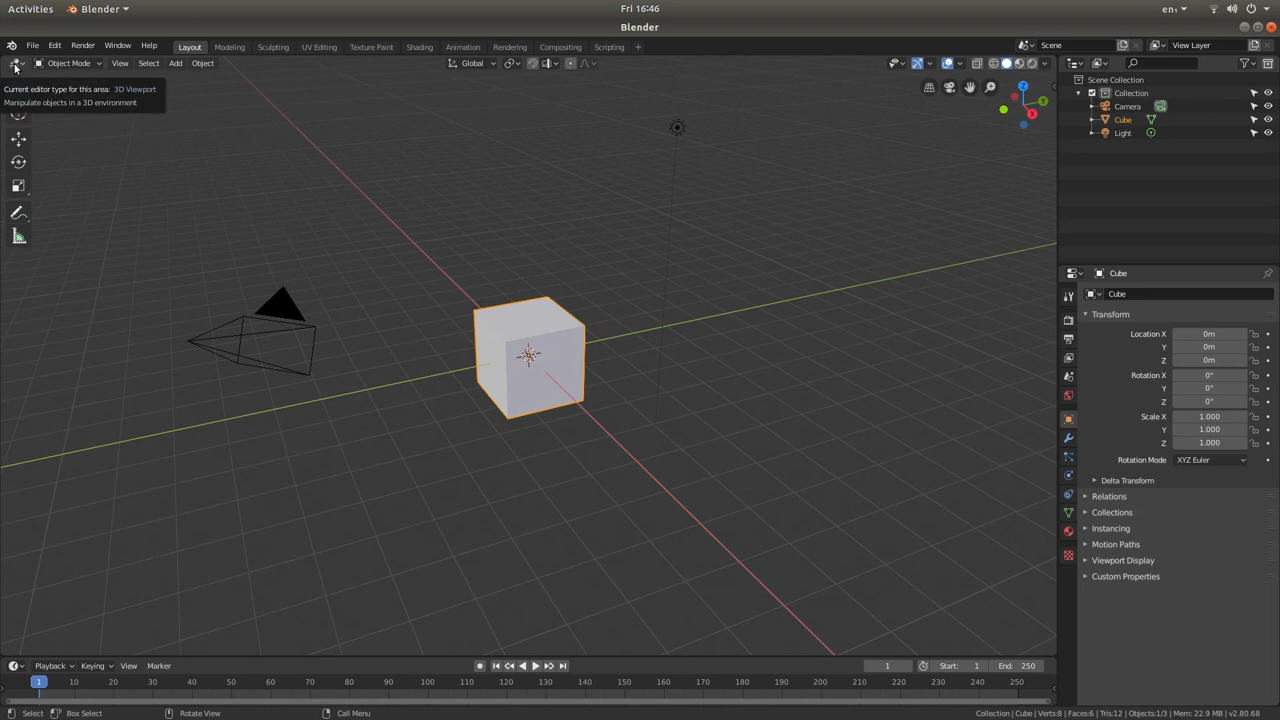 Activities Blender Fri 16:46 en₁
Blender
File Edit Render Window Help Layout Modeling Sculpting UV Editing Texture Paint Shading Animation Rendering Compositing Scripting + Scene View Layer
Object Mode View Select Add Object Global
Current editor type for this area: 3D Viewport
Manipulate objects in a 3D environment
Z
Y
X
Scene Collection
Collection
Camera
Cube
Light
Cube
Cube
Transform
Location X 0m
Y 0m
Z 0m
Rotation X 0°
Y 0°
Z 0°
Scale X 1.000
Y 1.000
Z 1.000
Rotation Mode XYZ Euler
Delta Transform
Relations
Collections
Instancing
Motion Paths
Viewport Display
Custom Properties
Playback Keying View Marker 1 Start: 1 End: 250
1 10 20 30 40 50 60 70 80 90 100 110 120 130 140 150 160 170 180 190 200 210 220 230 240 250
Select Box Select Rotate View Call Menu Collection | Cube | Verts:8 | Faces:6 | Tris:12 | Objects:1/3 | Mem: 22.9 MB | v2.80.68